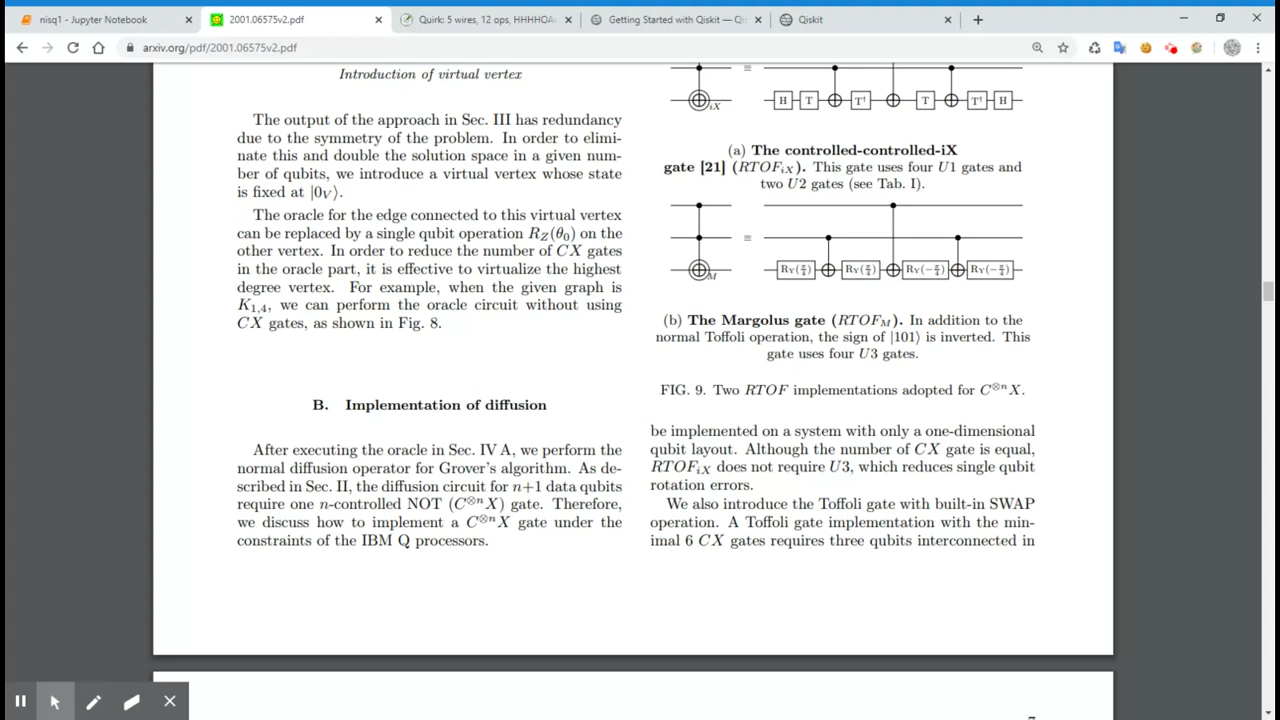 nisq1 - Jupyter Notebook
2001.06575v2.pdf
Quirk: 5 wires, 12 ops, HHHHOA
Getting Started with Qiskit — Qi
Qiskit
arxiv.org/pdf/2001.06575v2.pdf
Introduction of virtual vertex
The output of the approach in Sec. III has redundancy
due to the symmetry of the problem. In order to elimi-
nate this and double the solution space in a given num-
ber of qubits, we introduce a virtual vertex whose state
is fixed at |0V⟩.
The oracle for the edge connected to this virtual vertex
can be replaced by a single qubit operation RZ(θ0) on the
other vertex. In order to reduce the number of CX gates
in the oracle part, it is effective to virtualize the highest
degree vertex. For example, when the given graph is
K1,4, we can perform the oracle circuit without using
CX gates, as shown in Fig. 8.
B. Implementation of diffusion
After executing the oracle in Sec. IV A, we perform the
normal diffusion operator for Grover's algorithm. As de-
scribed in Sec. II, the diffusion circuit for n+1 data qubits
require one n-controlled NOT (C⊗nX) gate. Therefore,
we discuss how to implement a C⊗nX gate under the
constraints of the IBM Q processors.
≡
iX H T T† T T† H
(a) The controlled-controlled-iX
gate [21] (RTOFiX). This gate uses four U1 gates and
two U2 gates (see Tab. I).
≡
M RY(π/4) RY(π/4) RY(-π/4) RY(-π/4)
(b) The Margolus gate (RTOFM). In addition to the
normal Toffoli operation, the sign of |101⟩ is inverted. This
gate uses four U3 gates.
FIG. 9. Two RTOF implementations adopted for C⊗nX.
be implemented on a system with only a one-dimensional
qubit layout. Although the number of CX gate is equal,
RTOFiX does not require U3, which reduces single qubit
rotation errors.
We also introduce the Toffoli gate with built-in SWAP
operation. A Toffoli gate implementation with the min-
imal 6 CX gates requires three qubits interconnected in